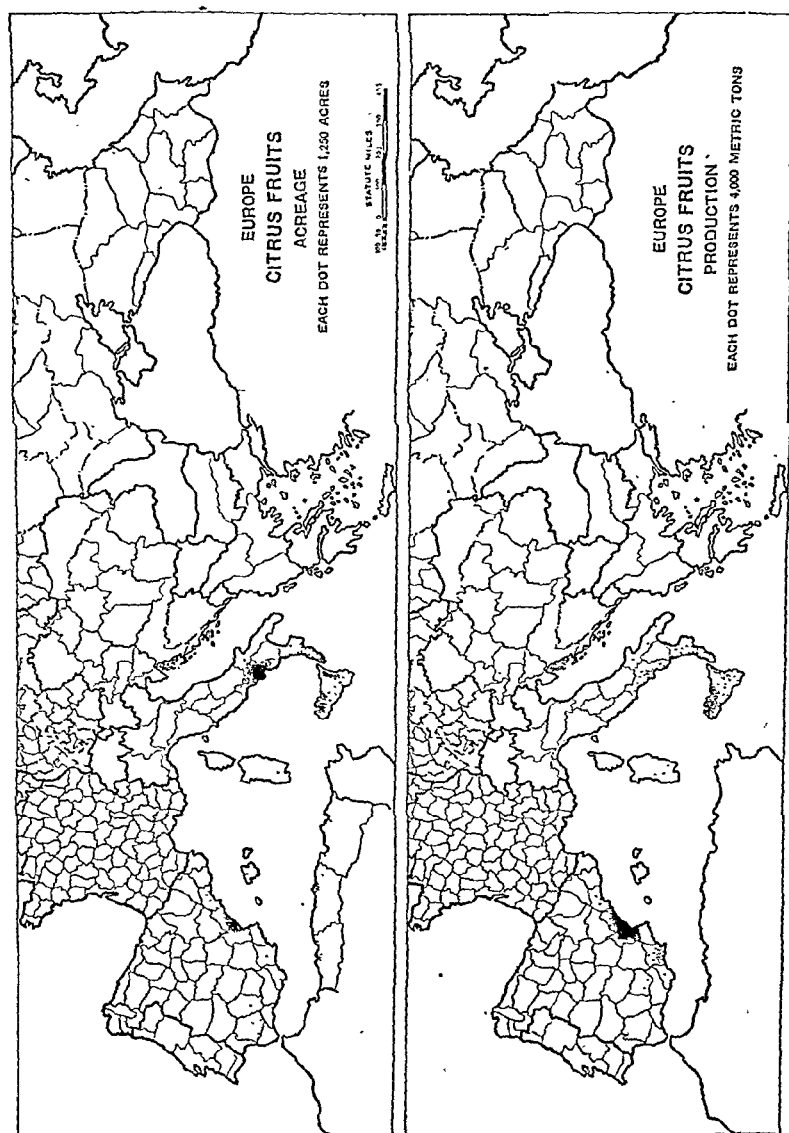 EUROPE
CITRUS FRUITS
ACREAGE
EACH DOT REPRESENTS 1,250 ACRES
STATUTE MILES
EUROPE
CITRUS FRUITS
PRODUCTION
EACH DOT REPRESENTS 4,000 METRIC TONS